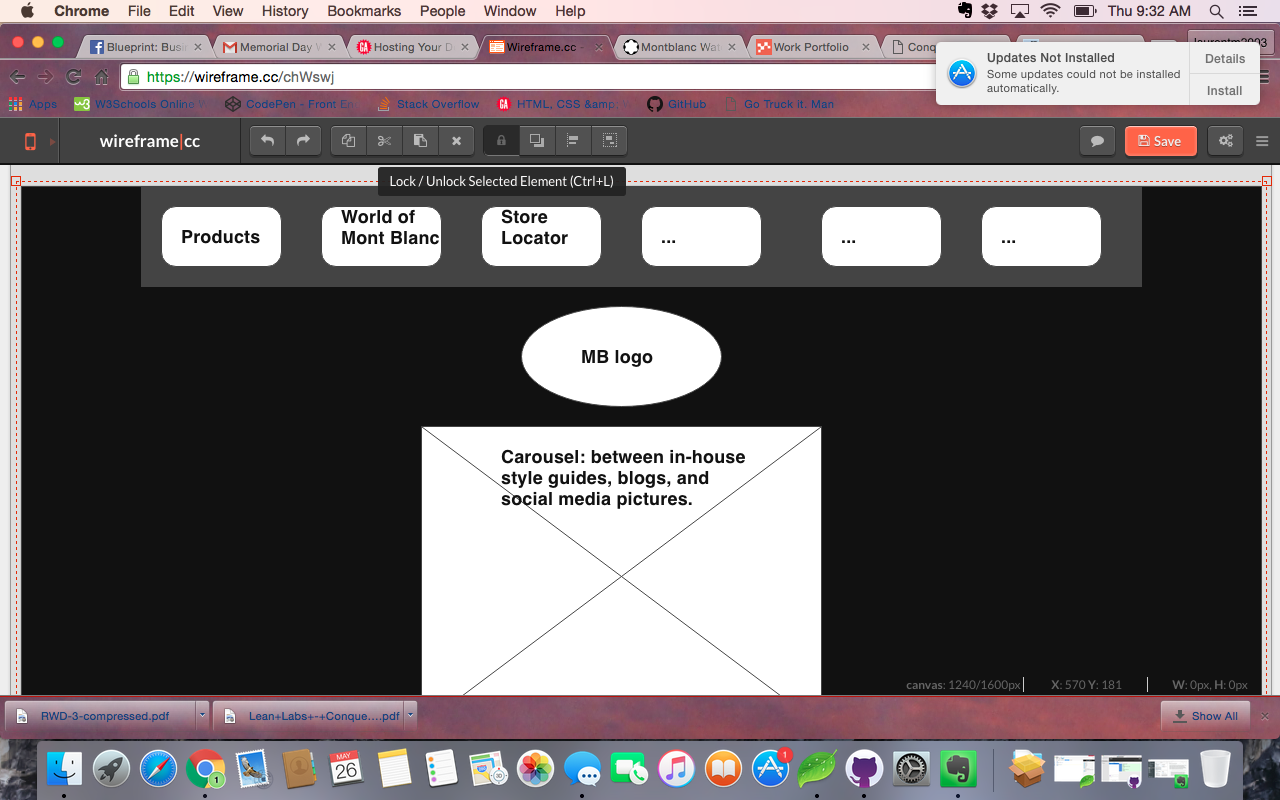 Chrome File Edit View History Bookmarks People Window Help Thu 9:32 AM
Blueprint: Busi Memorial Day W Hosting Your D Wireframe.cc - Montblanc Wat Work Portfolio Conq
https://wireframe.cc/chWswj
Updates Not Installed
Some updates could not be installed
automatically.
Details
Install
Apps W3Schools Online W CodePen - Front En Stack Overflow HTML, CSS &amp; GitHub Go Truck it. Man
wireframe|cc
Save
Lock / Unlock Selected Element (Ctrl+L)
Products
World of
Mont Blanc
Store
Locator
...
...
...
MB logo
Carousel: between in-house
style guides, blogs, and
social media pictures.
canvas: 1240/1600px X: 570 Y: 181 W: 0px, H: 0px
RWD-3-compressed.pdf Lean+Labs+-+Conque....pdf Show All
1
MAY
26
1